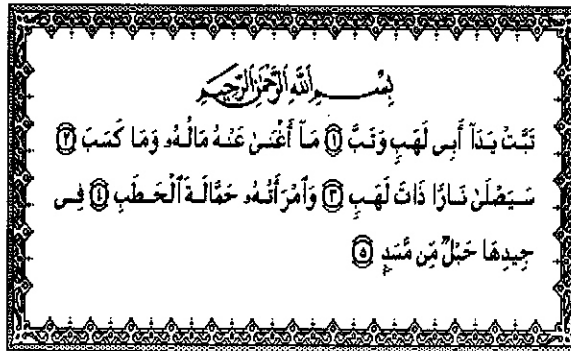 بِسْمِ اللَّهِ الرَّحْمَٰنِ الرَّحِيمِ
تَبَّتْ يَدَآ أَبِى لَهَبٍ وَتَبَّ ۝١ مَآ أَغْنَىٰ عَنْهُ مَالُهُۥ وَمَا كَسَبَ ۝٢
سَيَصْلَىٰ نَارًا ذَاتَ لَهَبٍ ۝٣ وَٱمْرَأَتُهُۥ حَمَّالَةَ ٱلْحَطَبِ ۝٤ فِى
جِيدِهَا حَبْلٌ مِّن مَّسَدٍۭ ۝٥